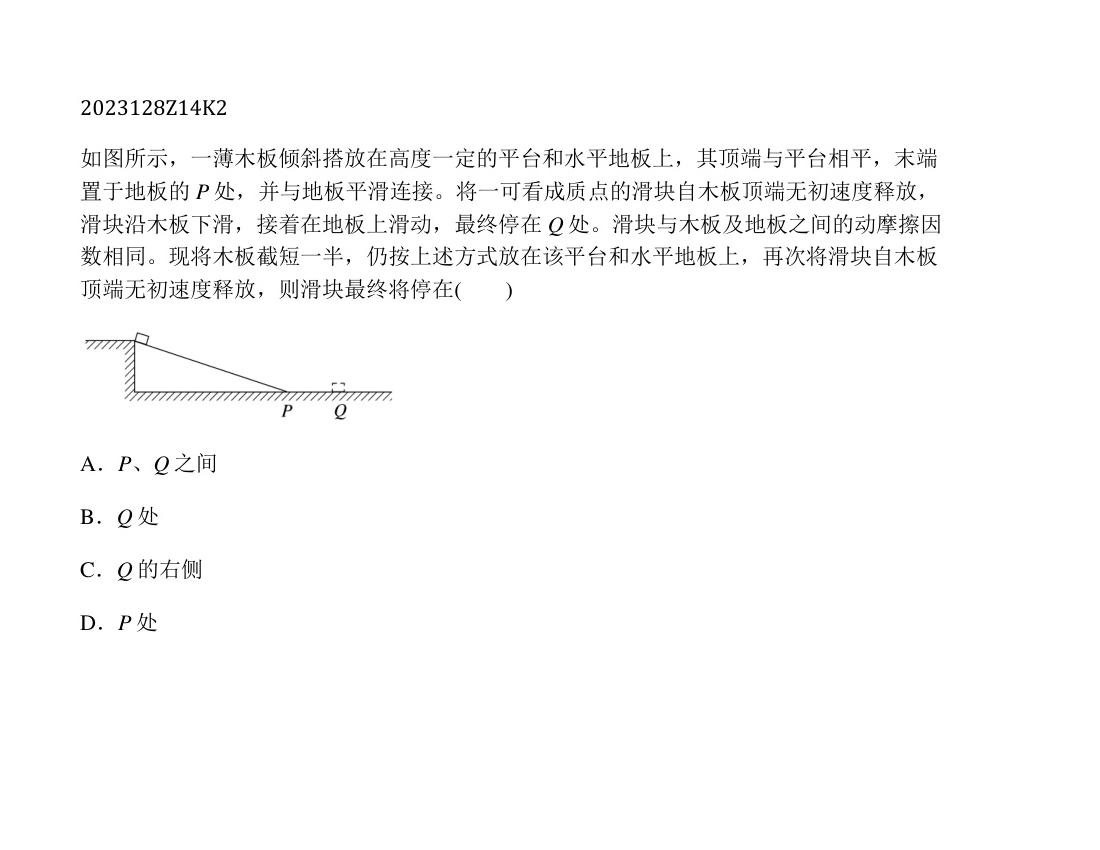 2023128Z14K2
如图所示，一薄木板倾斜搭放在高度一定的平台和水平地板上，其顶端与平台相平，末端
置于地板的 P 处，并与地板平滑连接。将一可看成质点的滑块自木板顶端无初速度释放，
滑块沿木板下滑，接着在地板上滑动，最终停在 Q 处。滑块与木板及地板之间的动摩擦因
数相同。现将木板截短一半，仍按上述方式放在该平台和水平地板上，再次将滑块自木板
顶端无初速度释放，则滑块最终将停在(　　)
P Q
A．P、Q 之间
B．Q 处
C．Q 的右侧
D．P 处